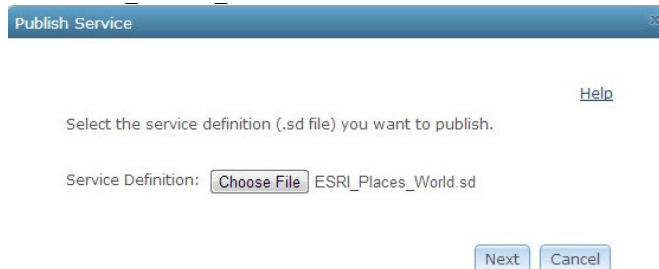 Publish Service
Help
Select the service definition (.sd file) you want to publish.
Service Definition: Choose File ESRI_Places_World.sd
Next Cancel